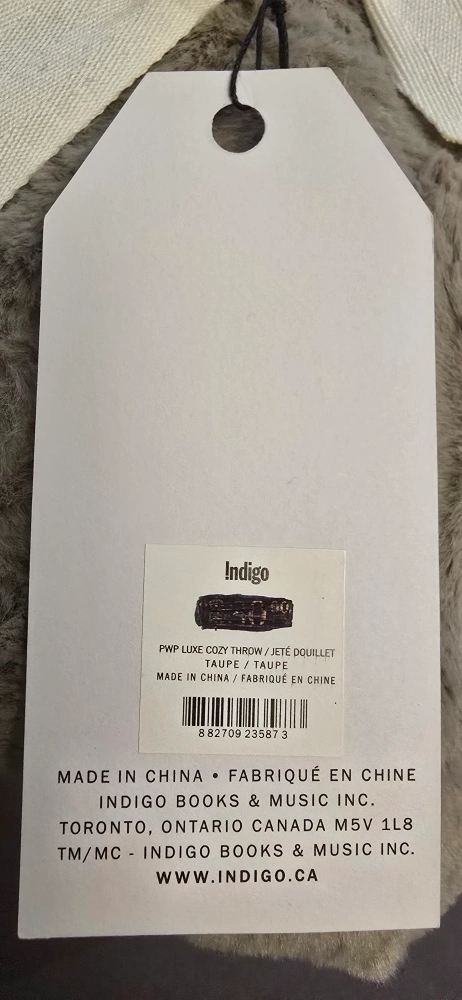 !ndigo
PWP LUXE COZY THROW / JETÉ DOUILLET
TAUPE / TAUPE
MADE IN CHINA / FABRIQUÉ EN CHINE
8 82709 23587 3
MADE IN CHINA • FABRIQUÉ EN CHINE
INDIGO BOOKS & MUSIC INC.
TORONTO, ONTARIO CANADA M5V 1L8
TM/MC - INDIGO BOOKS & MUSIC INC.
WWW.INDIGO.CA